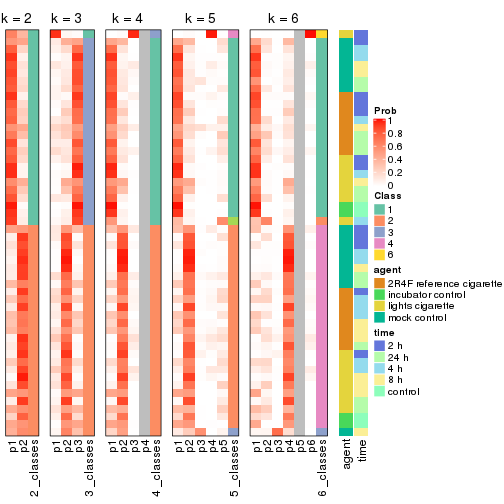 k = 2 k = 3 k = 4 k = 5 k = 6
Prob
1
0.8
0.6
0.4
0.2
0
Class
1
2
3
4
6
agent
2R4F reference cigarette
incubator control
lights cigarette
mock control
time
2 h
24 h
4 h
8 h
control
p1 p2 2_classes p1 p2 p3 3_classes p1 p2 p3 p4 4_classes p1 p2 p3 p4 p5 5_classes p1 p2 p3 p4 p5 p6 6_classes agent time